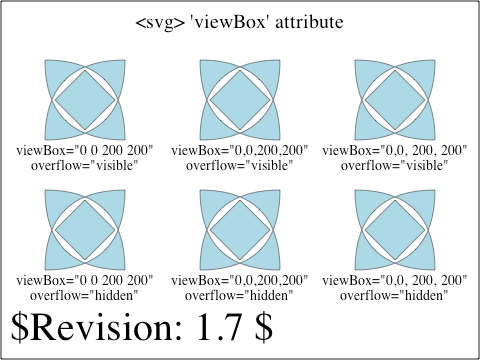 <svg> 'viewBox' attribute
viewBox="0 0 200 200"
overflow="visible"
viewBox="0,0,200,200"
overflow="visible"
viewBox="0,0, 200, 200"
overflow="visible"
viewBox="0 0 200 200"
overflow="hidden"
viewBox="0,0,200,200"
overflow="hidden"
viewBox="0,0, 200, 200"
overflow="hidden"
$Revision: 1.7 $